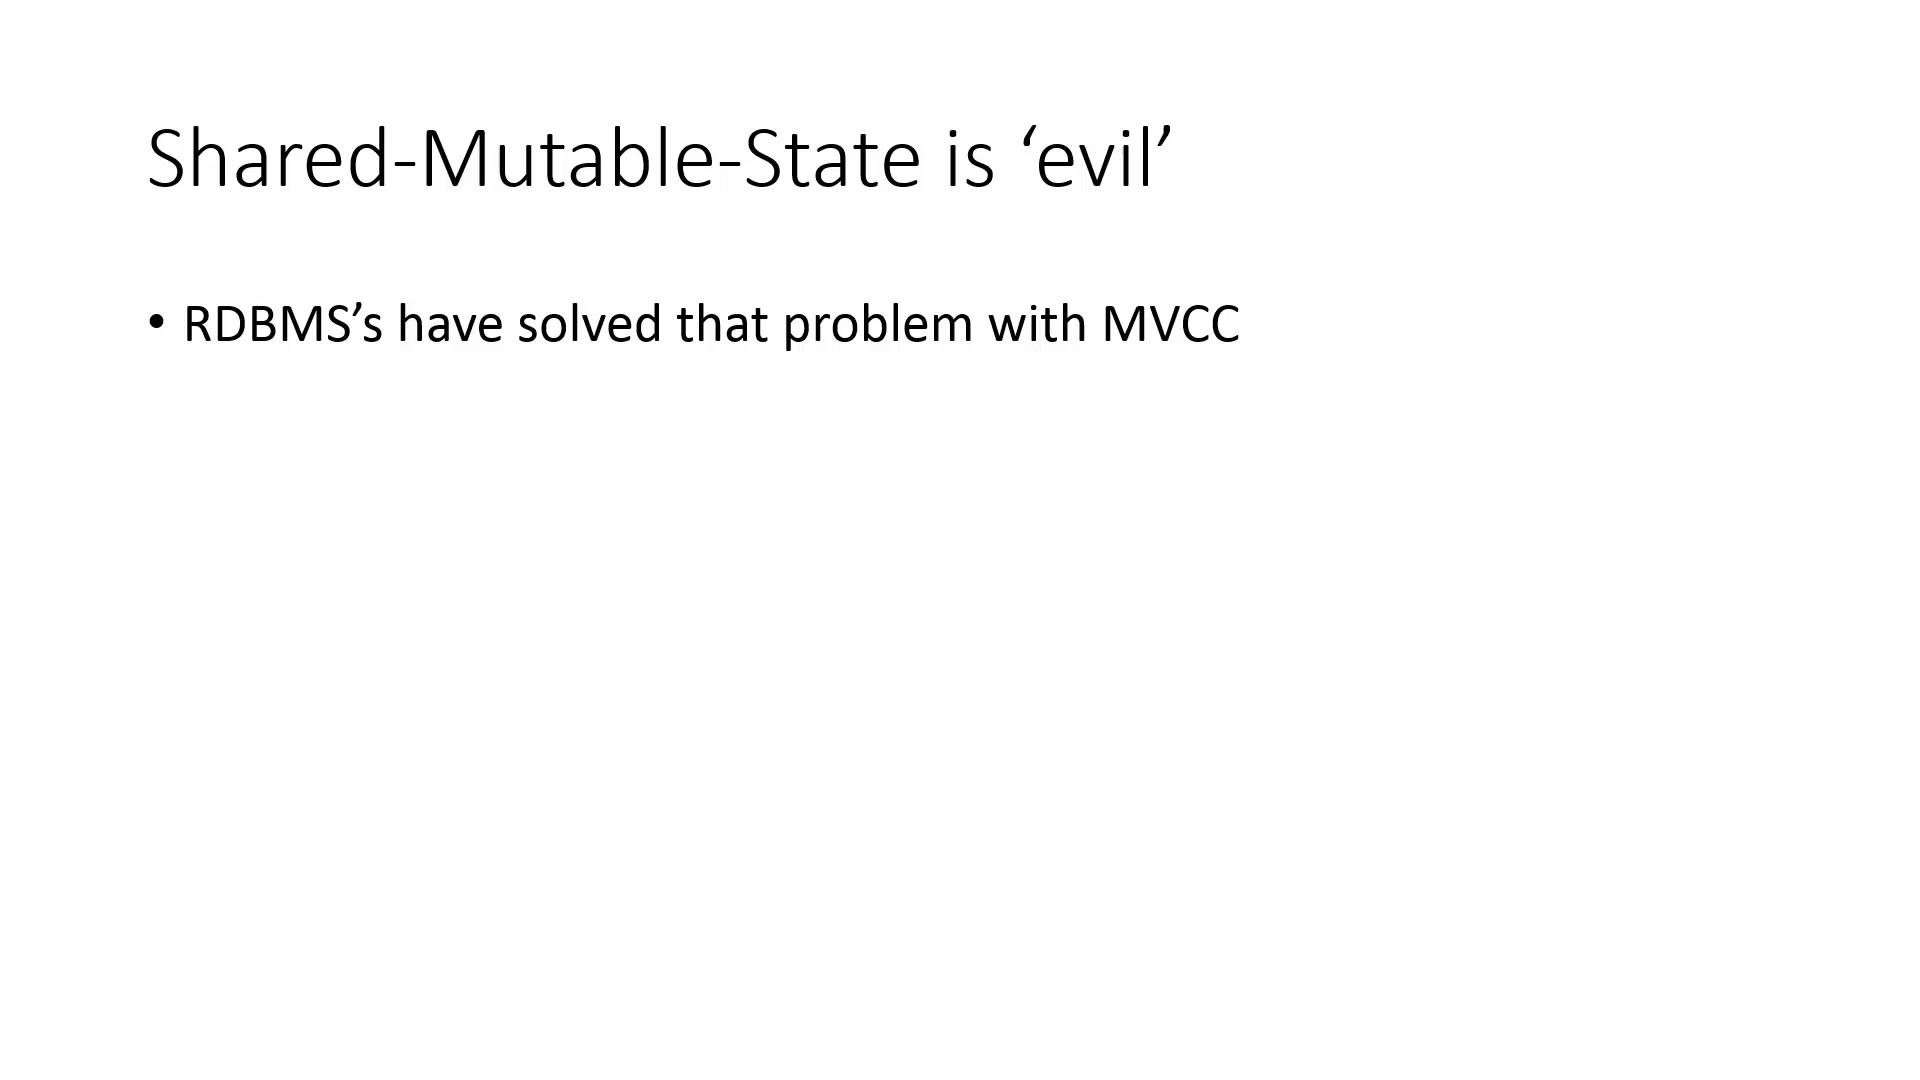 Shared-Mutable-State is ‘evil’
• RDBMS’s have solved that problem with MVCC